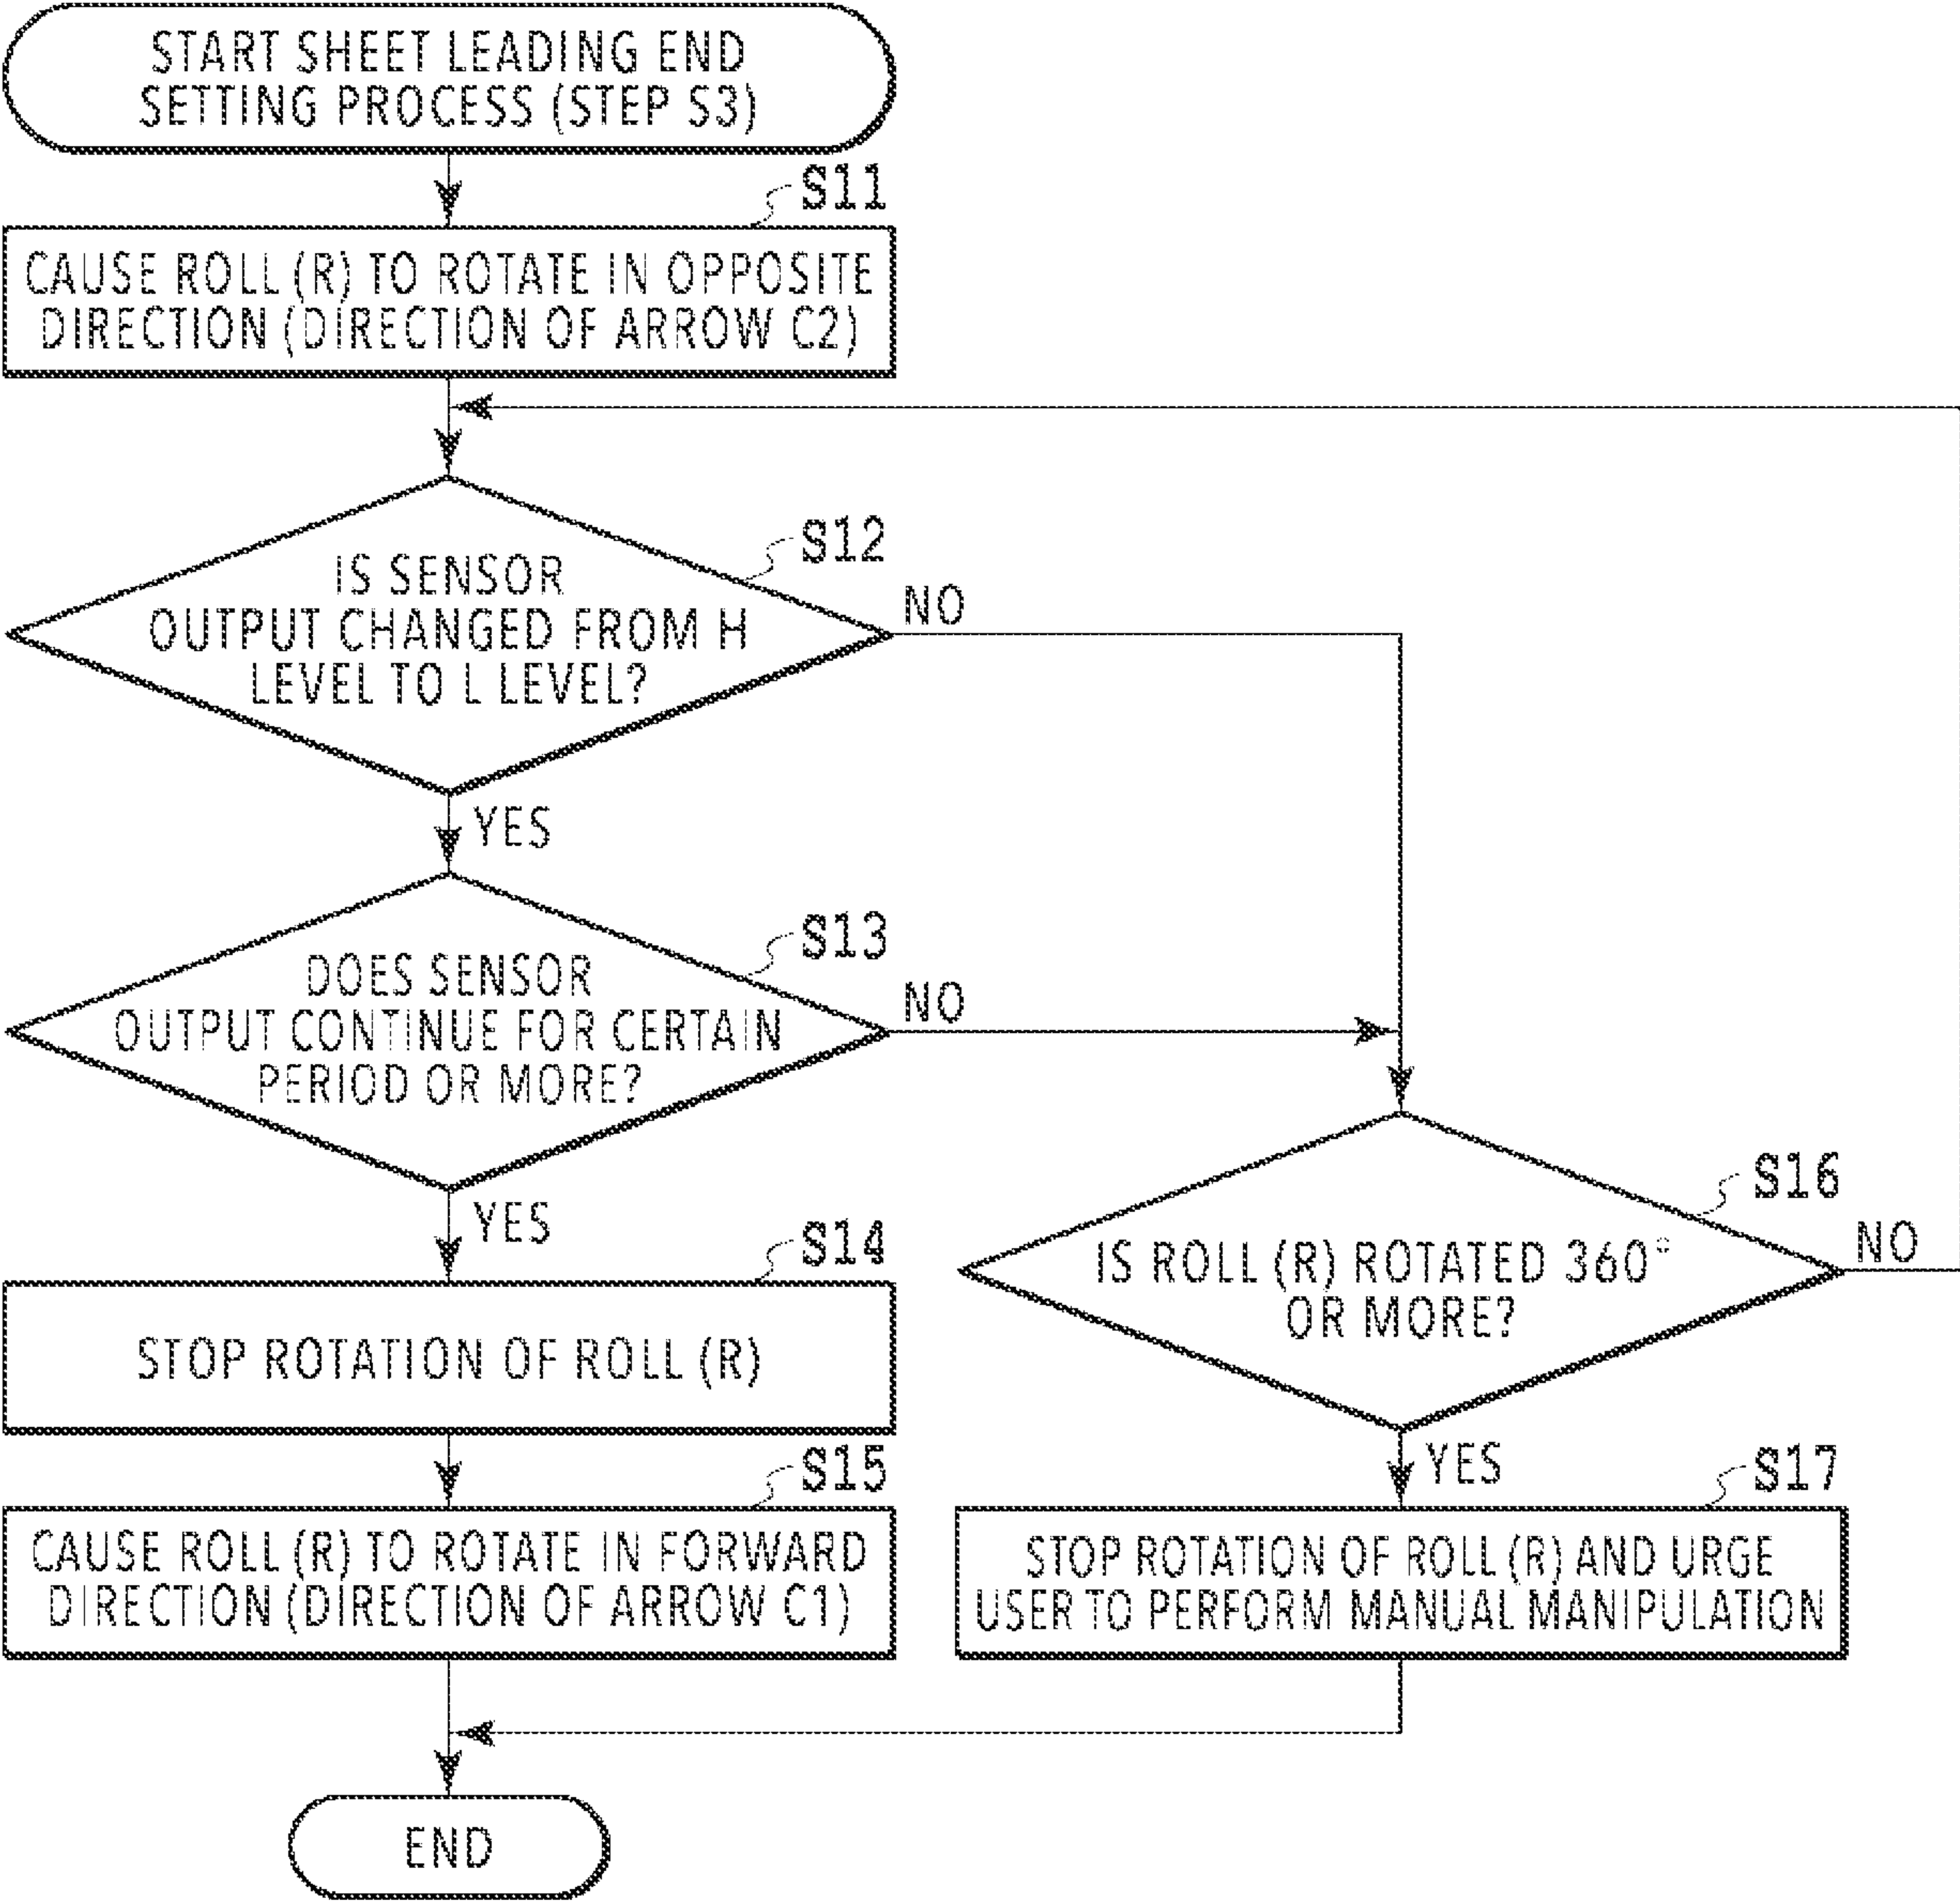 START SHEET LEADING END
SETTING PROCESS (STEP S3)
S11
CAUSE ROLL (R) TO ROTATE IN OPPOSITE
DIRECTION (DIRECTION OF ARROW C2)
S12
IS SENSOR
OUTPUT CHANGED FROM H
LEVEL TO L LEVEL?
NO
YES
S13
DOES SENSOR
OUTPUT CONTINUE FOR CERTAIN
PERIOD OR MORE?
NO
YES
S14
STOP ROTATION OF ROLL (R)
S15
CAUSE ROLL (R) TO ROTATE IN FORWARD
DIRECTION (DIRECTION OF ARROW C1)
S16
IS ROLL (R) ROTATED 360°
OR MORE?
NO
YES
S17
STOP ROTATION OF ROLL (R) AND URGE
USER TO PERFORM MANUAL MANIPULATION
END